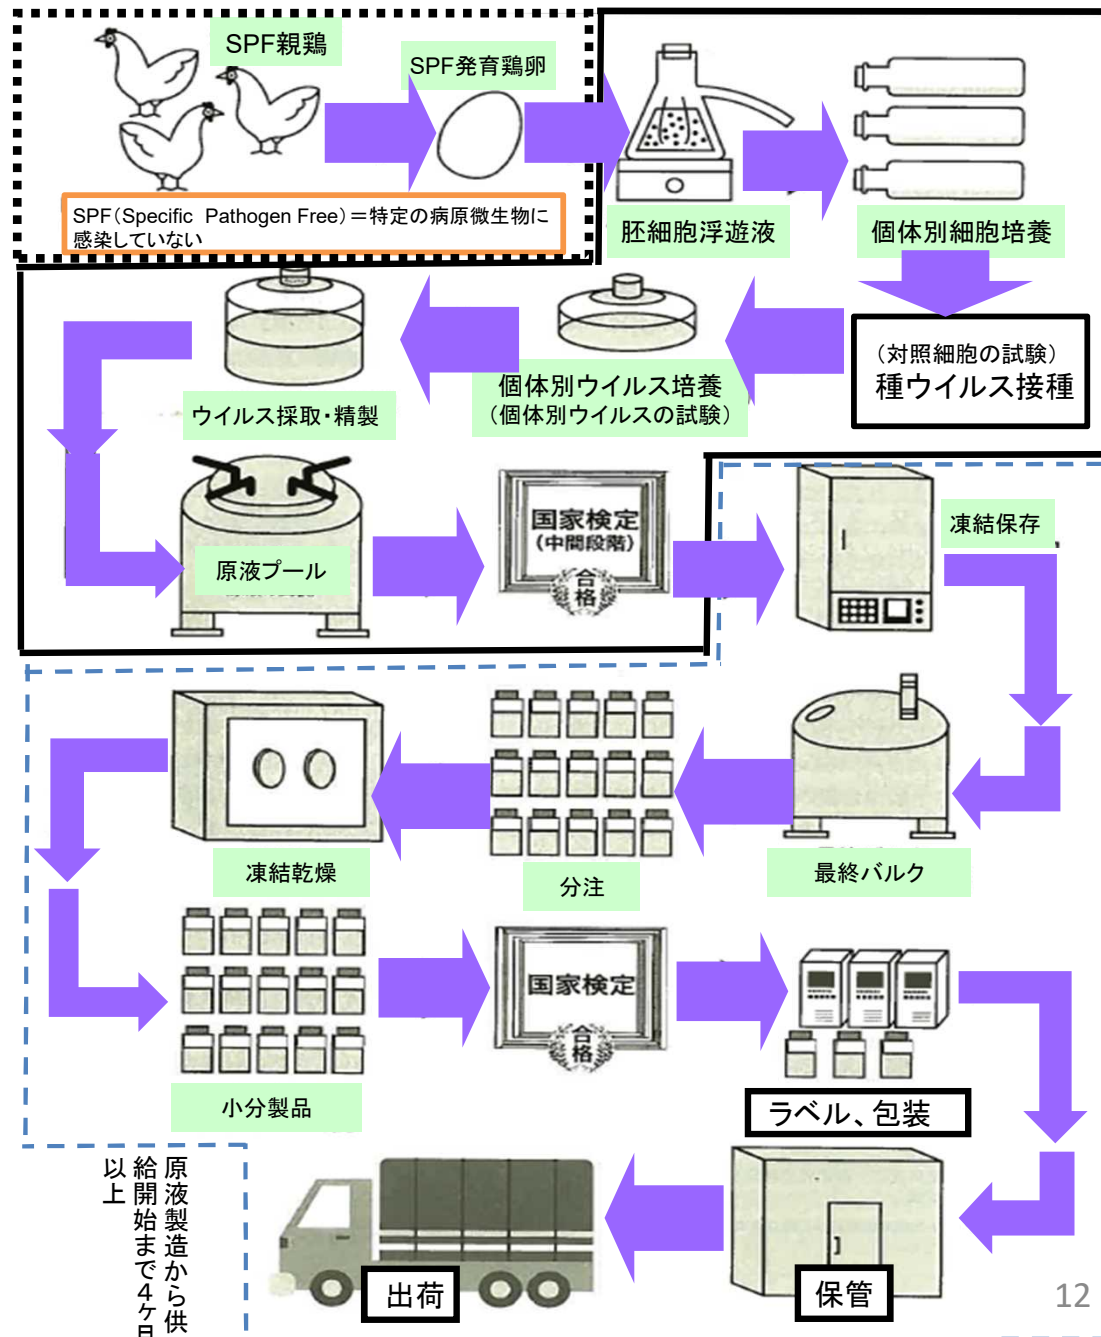 SPF親鶏
SPF発育鶏卵
SPF(Specific Pathogen Free)＝特定の病原微生物に
感染していない
胚細胞浮遊液
個体別細胞培養
(対照細胞の試験)
種ウイルス接種
個体別ウイルス培養
(個体別ウイルスの試験)
ウイルス採取・精製
原液プール
国家検定
(中間段階)
合格
凍結保存
最終バルク
分注
凍結乾燥
小分製品
国家検定
合格
ラベル、包装
保管
出荷
原液製造から供
給開始まで4ヶ月
以上
12